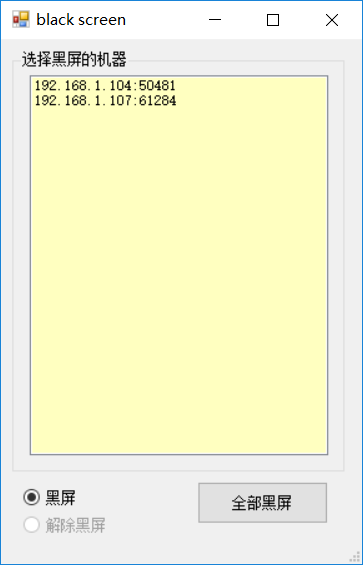 black screen
选择黑屏的机器
192.168.1.104:50481
192.168.1.107:61284
黑屏
全部黑屏
解除黑屏